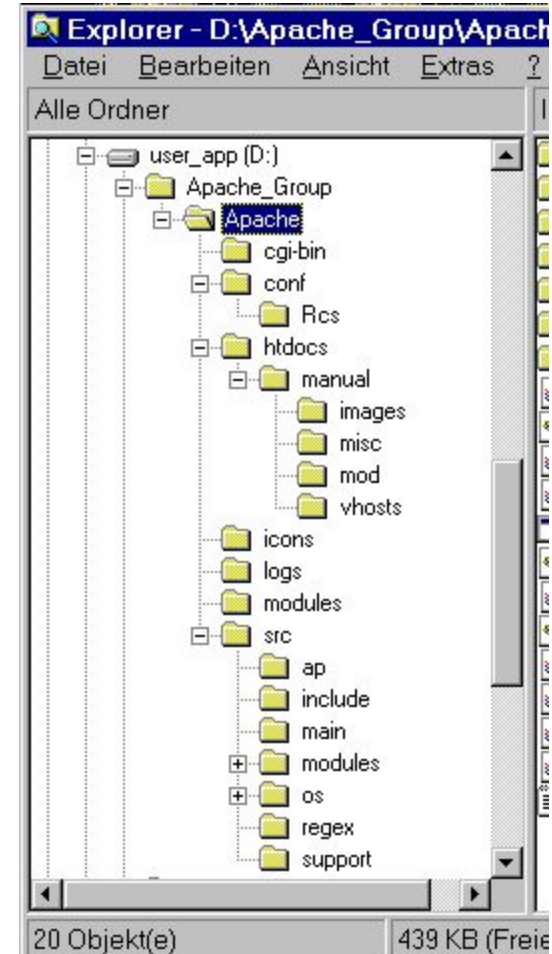 Explorer - D:\Apache_Group\Apach
Datei Bearbeiten Ansicht Extras ?
Alle Ordner
user_app (D:)
Apache_Group
Apache
cgi-bin
conf
Rcs
htdocs
manual
images
misc
mod
vhosts
icons
logs
modules
src
ap
include
main
modules
os
regex
support
20 Objekt(e) 439 KB (Freie